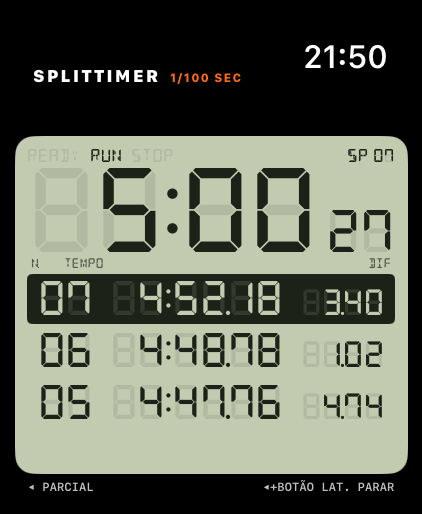 21:50
SPLITTIMER 1/100 SEC
READY RUN STOP SP 07
5:00 27
N. TEMPO DIF
07 4:52.18 3.40
06 4:48.78 1.02
05 4:47.76 4.74
◂ PARCIAL ◂+BOTÃO LAT. PARAR